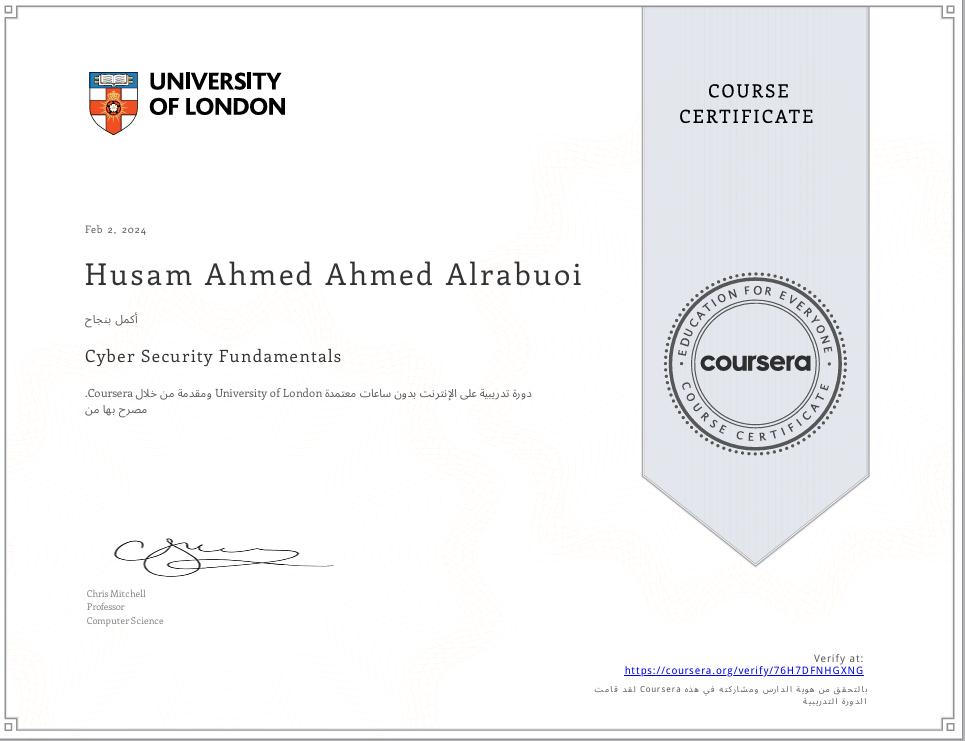 UNIVERSITY
OF LONDON
COURSE
CERTIFICATE
Feb 2, 2024
Husam Ahmed Ahmed Alrabuoi
أكمل بنجاح
Cyber Security Fundamentals
دورة تدريبية على الإنترنت بدون ساعات معتمدة University of London ومقدمة من خلال Coursera.
مصرح بها من
EDUCATION FOR EVERYONE
coursera
COURSE CERTIFICATE
Chris Mitchell
Professor
Computer Science
Verify at:
https://coursera.org/verify/76H7DFNHGXNG
بالتحقق من هوية الدارس ومشاركته في هذه Coursera لقد قامت
الدورة التدريبية